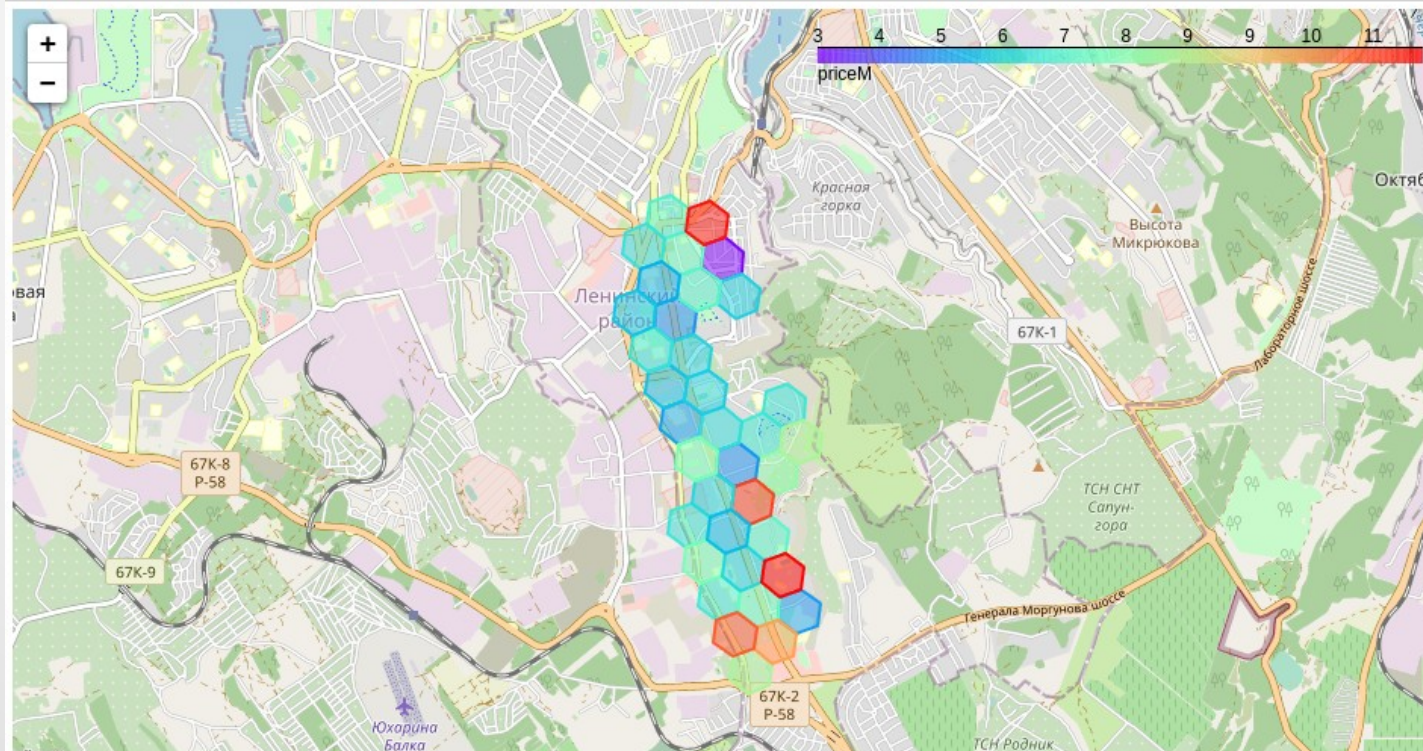 +
−
3 4 5 6 7 8 9 9 10 11
priceM
Красная
горка
Октяб
Высота
Микрюкова
овая
а
Ленинский
район
67К-1
Лабораторное шоссе
67К-8
Р-58
ТСН СНТ
Сапун-
гора
67К-9
Генерала Моргунова шоссе
67К-2
Р-58
Юхарина
Балка
ТСН Родник